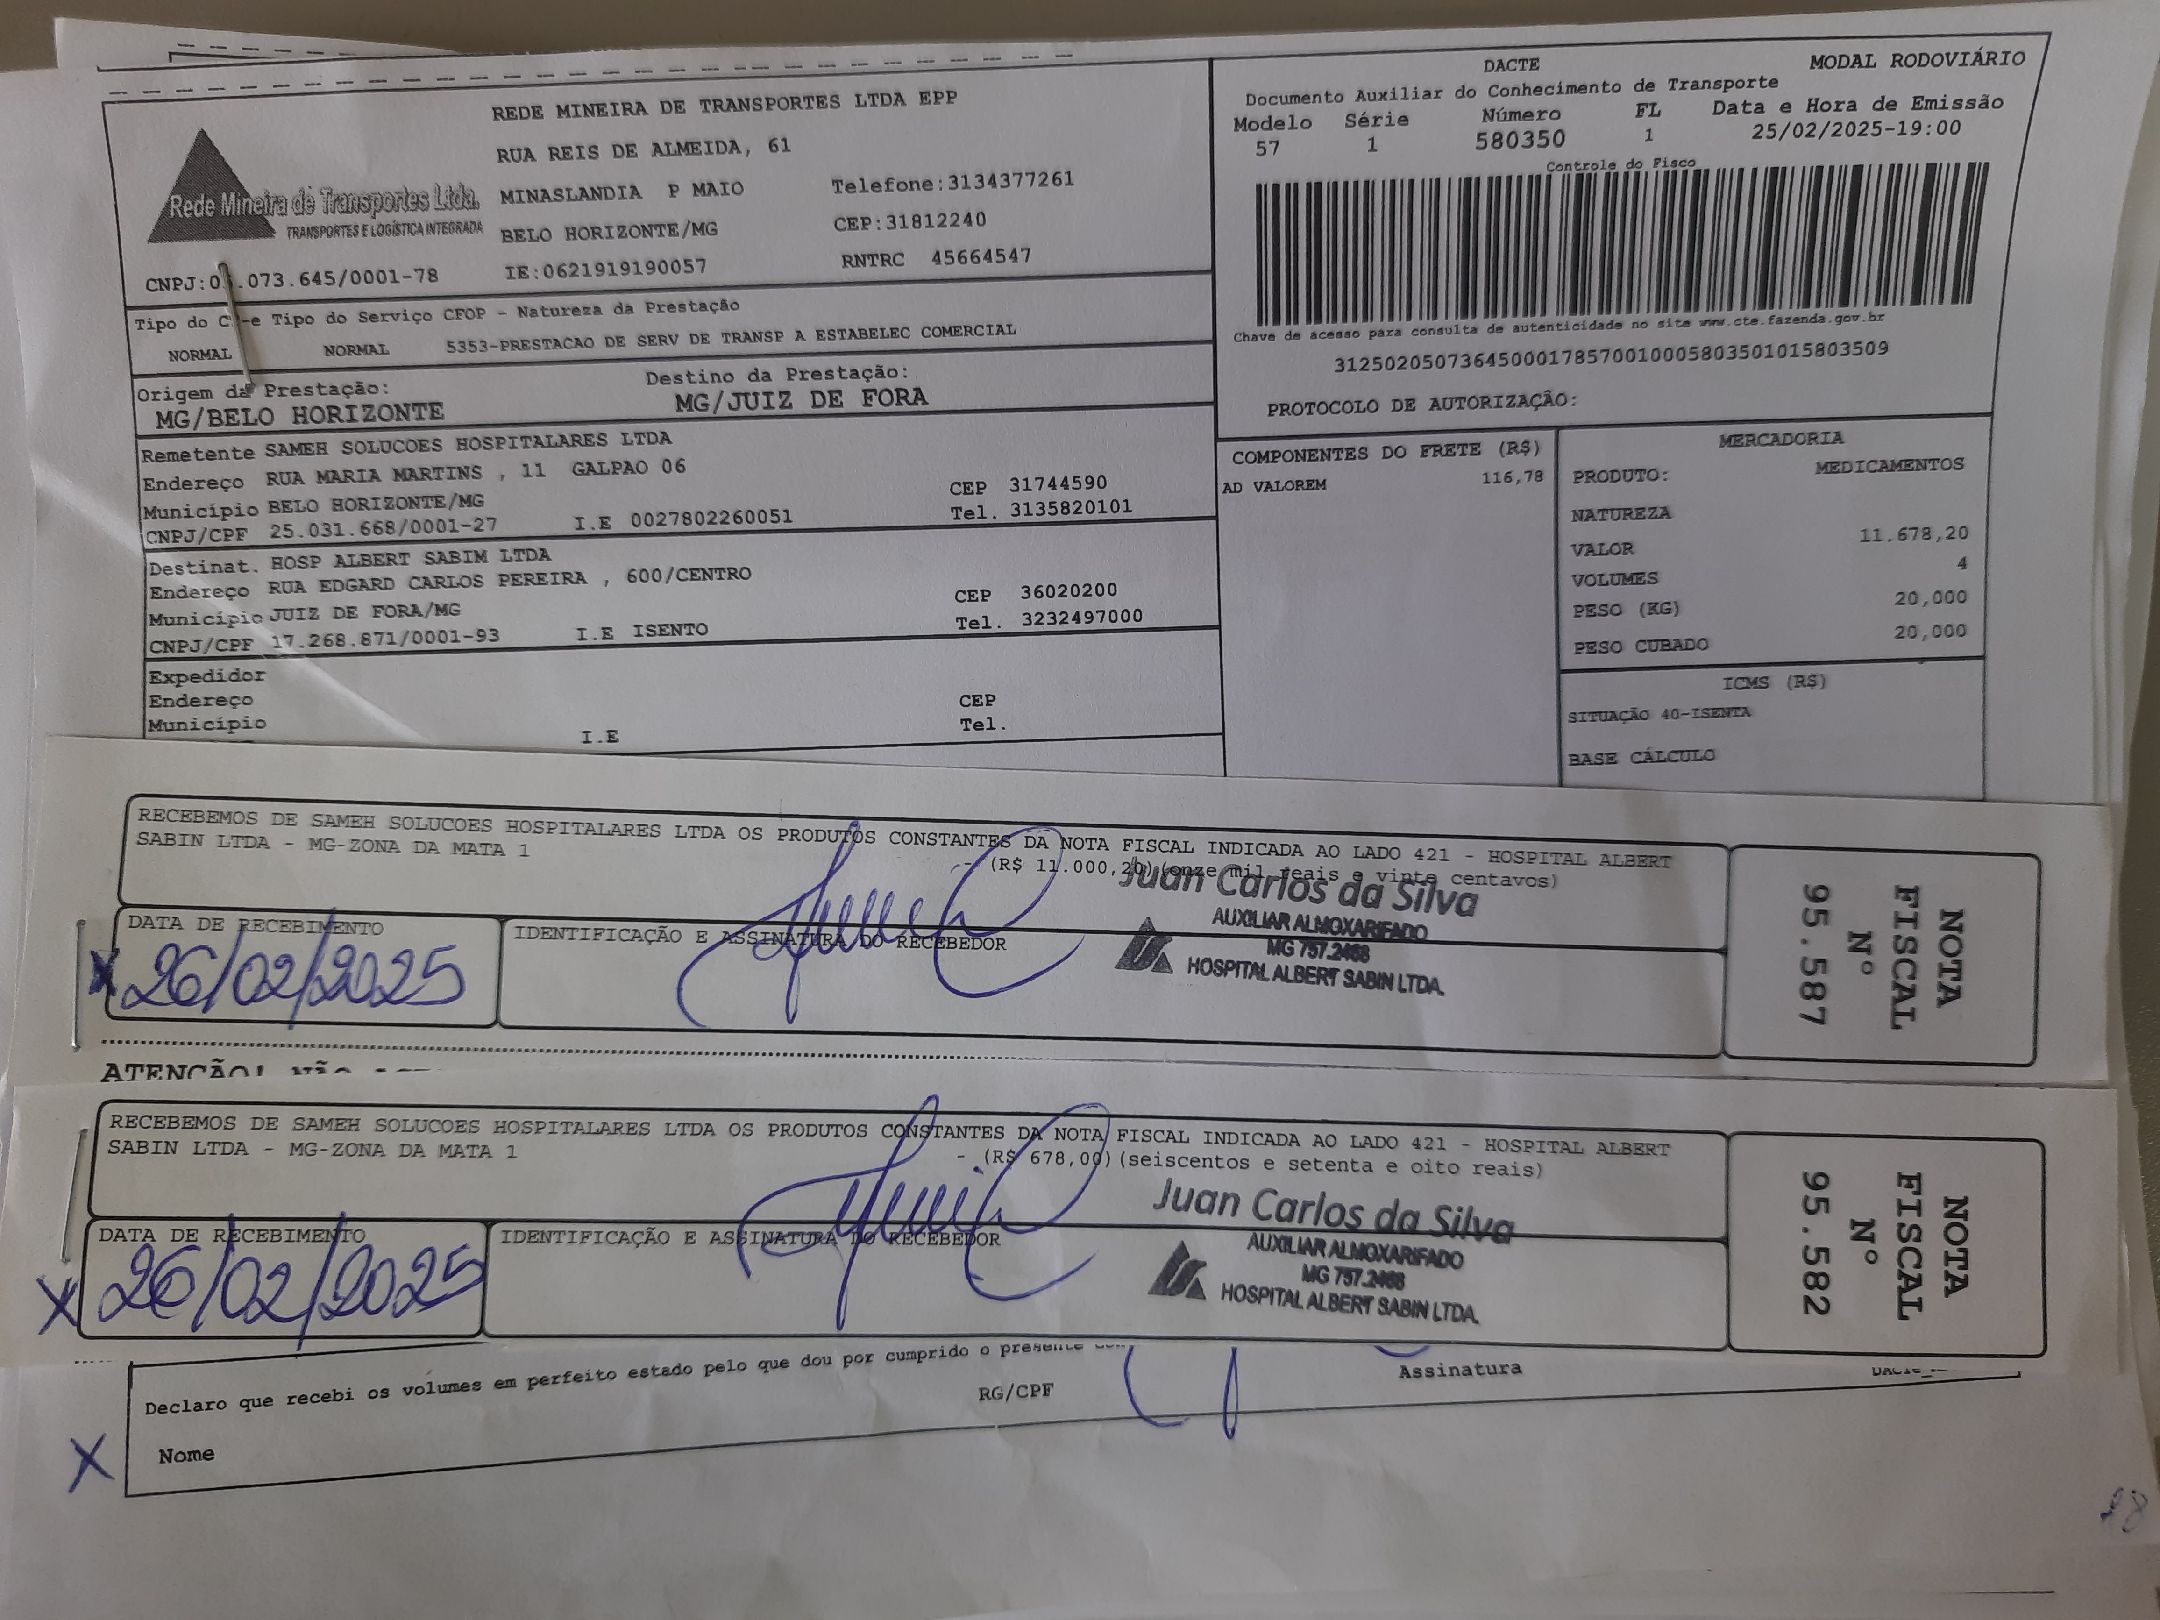 REDE MINEIRA DE TRANSPORTES LTDA EPP
RUA REIS DE ALMEIDA, 61
MINASLANDIA P MAIO Telefone:3134377261
BELO HORIZONTE/MG CEP:31812240
Rede Mineira de Transportes Ltda.
TRANSPORTES E LOGÍSTICA INTEGRADA
CNPJ:0 .073.645/0001-78 IE:0621919190057 RNTRC 45664547
Tipo do CT-e Tipo do Serviço CFOP - Natureza da Prestação
NORMAL NORMAL 5353-PRESTACAO DE SERV DE TRANSP A ESTABELEC COMERCIAL
Origem da Prestação: Destino da Prestação:
MG/BELO HORIZONTE MG/JUIZ DE FORA
DACTE MODAL RODOVIÁRIO
Documento Auxiliar do Conhecimento de Transporte
Modelo Série Número FL Data e Hora de Emissão
57 1 580350 1 25/02/2025-19:00
Controle do Fisco
Chave de acesso para consulta de autenticidade no site www.cte.fazenda.gov.br
31250205073645000178570010005803501015803509
PROTOCOLO DE AUTORIZAÇÃO:
Remetente SAMEH SOLUCOES HOSPITALARES LTDA
Endereço RUA MARIA MARTINS , 11 GALPAO 06
Município BELO HORIZONTE/MG CEP 31744590
CNPJ/CPF 25.031.668/0001-27 I.E 0027802260051 Tel. 3135820101
Destinat. HOSP ALBERT SABIM LTDA
Endereço RUA EDGARD CARLOS PEREIRA , 600/CENTRO
Município JUIZ DE FORA/MG CEP 36020200
CNPJ/CPF 17.268.871/0001-93 I.E ISENTO Tel. 3232497000
Expedidor
Endereço CEP
Município I.E Tel.
COMPONENTES DO FRETE (R$)
AD VALOREM 116,78
MERCADORIA
PRODUTO: MEDICAMENTOS
NATUREZA
VALOR 11.678,20
VOLUMES 4
PESO (KG) 20,000
PESO CUBADO 20,000
ICMS (R$)
SITUAÇÃO 40-ISENTA
BASE CÁLCULO
RECEBEMOS DE SAMEH SOLUCOES HOSPITALARES LTDA OS PRODUTOS CONSTANTES DA NOTA FISCAL INDICADA AO LADO 421 - HOSPITAL ALBERT
SABIN LTDA - MG-ZONA DA MATA 1 - (R$ 11.000,20)(onze mil reais e vinte centavos)
DATA DE RECEBIMENTO IDENTIFICAÇÃO E ASSINATURA DO RECEBEDOR
x 26/02/2025
Juan Carlos da Silva
AUXILIAR ALMOXARIFADO
MG 757.2468
HOSPITAL ALBERT SABIN LTDA.
NOTA
FISCAL
Nº
95.587
ATENÇÃO! NÃO
RECEBEMOS DE SAMEH SOLUCOES HOSPITALARES LTDA OS PRODUTOS CONSTANTES DA NOTA FISCAL INDICADA AO LADO 421 - HOSPITAL ALBERT
SABIN LTDA - MG-ZONA DA MATA 1 - (R$ 678,00)(seiscentos e setenta e oito reais)
DATA DE RECEBIMENTO IDENTIFICAÇÃO E ASSINATURA DO RECEBEDOR
x 26/02/2025
Juan Carlos da Silva
AUXILIAR ALMOXARIFADO
MG 757.2468
HOSPITAL ALBERT SABIN LTDA.
NOTA
FISCAL
Nº
95.582
Declaro que recebi os volumes em perfeito estado pelo que dou por cumprido o presente
RG/CPF Assinatura
x Nome